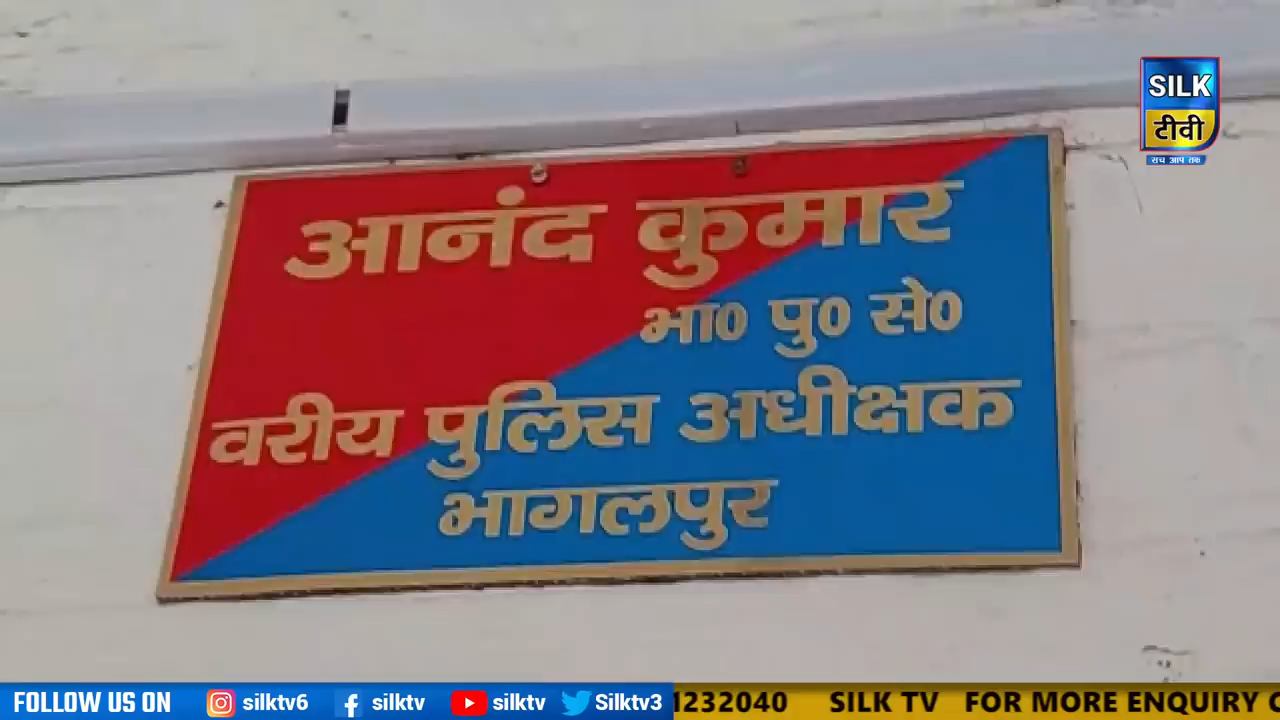 SILK
टीवी
सच आप तक
आनंद कुमार
भा० पु० से०
वरीय पुलिस अधीक्षक
भागलपुर
FOLLOW US ON silktv6 silktv silktv Silktv3 1232040 SILK TV FOR MORE ENQUIRY